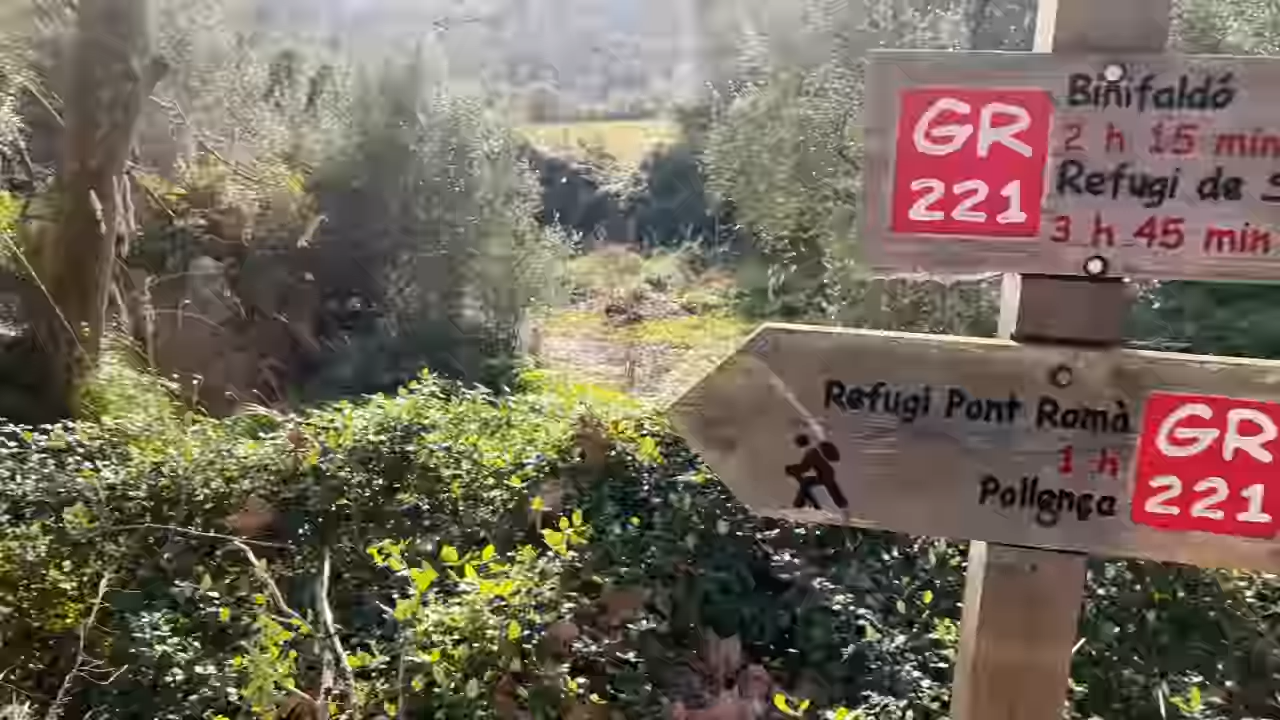 GR
221
Binifaldó
2 h 15 min
Refugi de
3 h 45 min
Refugi Pont Romà
1 h
Pollença
GR
221